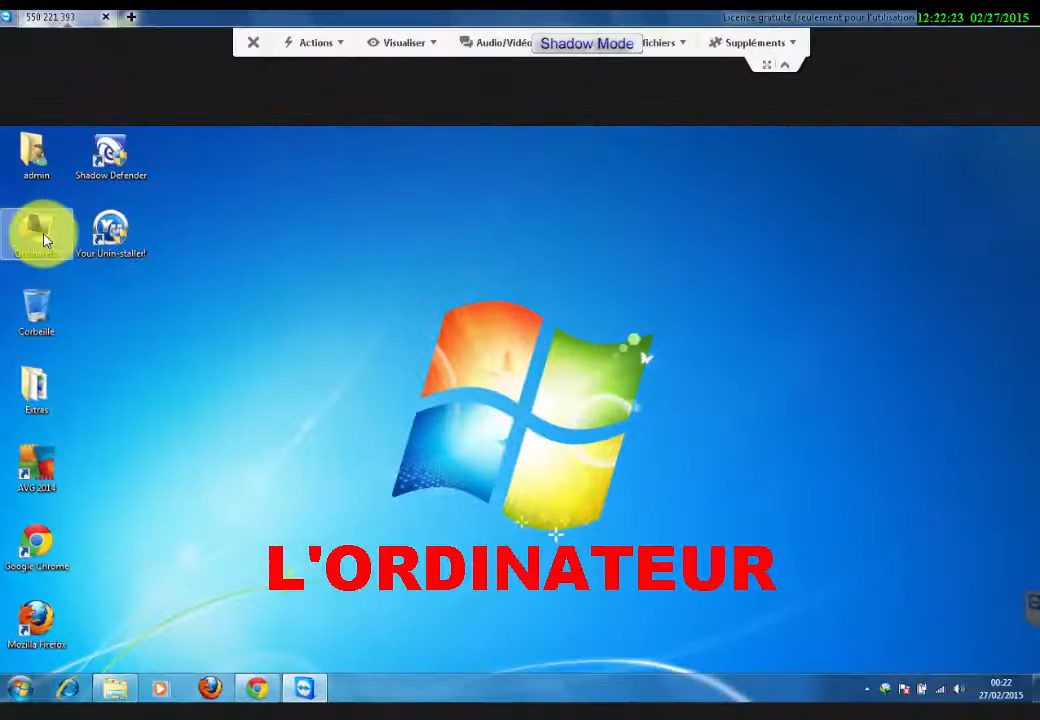 550 221 393
Licence gratuite (seulement pour l'utilisation
12:22:23 02/27/2015
Actions
Visualiser
Audio/Vidéo
Shadow Mode
fichiers
Suppléments
admin
Shadow Defender
Your Unin-staller!
Corbeille
Extras
AVG 2014
Google Chrome
Mozilla Firefox
L'ORDINATEUR
00:22
27/02/2015